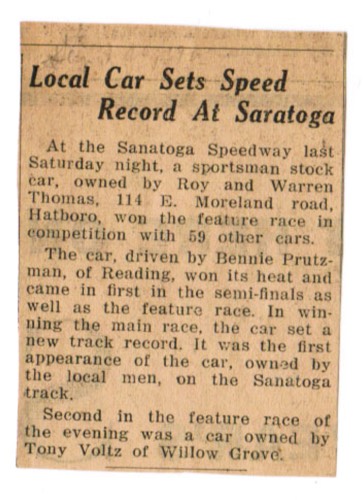 Local Car Sets Speed
Record At Saratoga
At the Sanatoga Speedway last
Saturday night, a sportsman stock
car, owned by Roy and Warren
Thomas, 114 E. Moreland road,
Hatboro, won the feature race in
competition with 59 other cars.
The car, driven by Bennie Prutz-
man, of Reading, won its heat and
came in first in the semi-finals as
well as the feature race. In win-
ning the main race, the car set a
new track record. It was the first
appearance of the car, owned by
the local men, on the Sanatoga
track.
Second in the feature race of
the evening was a car owned by
Tony Voltz of Willow Grove.